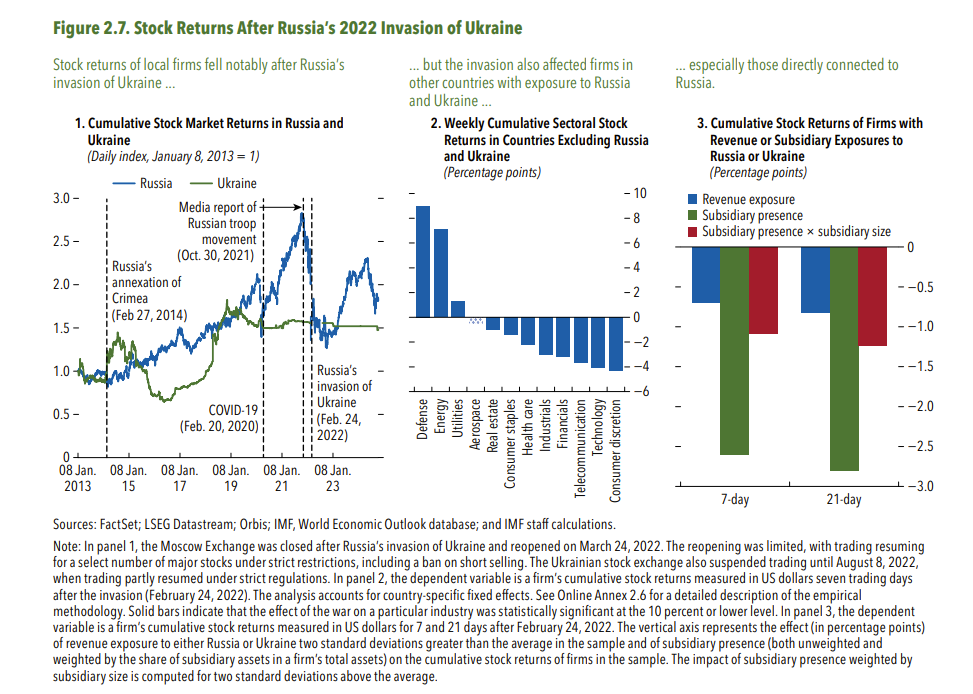 Figure 2.7. Stock Returns After Russia's 2022 Invasion of Ukraine
Stock returns of local firms fell notably after Russia's
invasion of Ukraine ...
1. Cumulative Stock Market Returns in Russia and
Ukraine
(Daily index, January 8, 2013 = 1)
Russia
Ukraine
3.0
2.5
2.0
1.5
1.0
0.5
0
Media report of
Russian troop
movement
(Oct. 30, 2021)
Russia's
annexation of
Crimea
(Feb 27, 2014)
COVID-19
(Feb. 20, 2020)
Russia's
invasion of
Ukraine
(Feb. 24,
2022)
08 Jan. 08 Jan. 08 Jan. 08 Jan. 08 Jan. 08 Jan.
2013 15 17 19 21 23
... but the invasion also affected firms in
other countries with exposure to Russia
and Ukraine ...
2. Weekly Cumulative Sectoral Stock
Returns in Countries Excluding Russia
and Ukraine
(Percentage points)
10
8
6
4
2
0
−2
−4
−6
Defense
Energy
Utilities
Aerospace
Real estate
Consumer staples
Health care
Industrials
Financials
Telecommunication
Technology
Consumer discretion
... especially those directly connected to
Russia.
3. Cumulative Stock Returns of Firms with
Revenue or Subsidiary Exposures to
Russia or Ukraine
(Percentage points)
Revenue exposure
Subsidiary presence
Subsidiary presence × subsidiary size
0
−0.5
−1.0
−1.5
−2.0
−2.5
−3.0
7-day 21-day
Sources: FactSet; LSEG Datastream; Orbis; IMF, World Economic Outlook database; and IMF staff calculations.
Note: In panel 1, the Moscow Exchange was closed after Russia's invasion of Ukraine and reopened on March 24, 2022. The reopening was limited, with trading resuming
for a select number of major stocks under strict restrictions, including a ban on short selling. The Ukrainian stock exchange also suspended trading until August 8, 2022,
when trading partly resumed under strict regulations. In panel 2, the dependent variable is a firm's cumulative stock returns measured in US dollars seven trading days
after the invasion (February 24, 2022). The analysis accounts for country-specific fixed effects. See Online Annex 2.6 for a detailed description of the empirical
methodology. Solid bars indicate that the effect of the war on a particular industry was statistically significant at the 10 percent or lower level. In panel 3, the dependent
variable is a firm's cumulative stock returns measured in US dollars for 7 and 21 days after February 24, 2022. The vertical axis represents the effect (in percentage points)
of revenue exposure to either Russia or Ukraine two standard deviations greater than the average in the sample and of subsidiary presence (both unweighted and
weighted by the share of subsidiary assets in a firm's total assets) on the cumulative stock returns of firms in the sample. The impact of subsidiary presence weighted by
subsidiary size is computed for two standard deviations above the average.